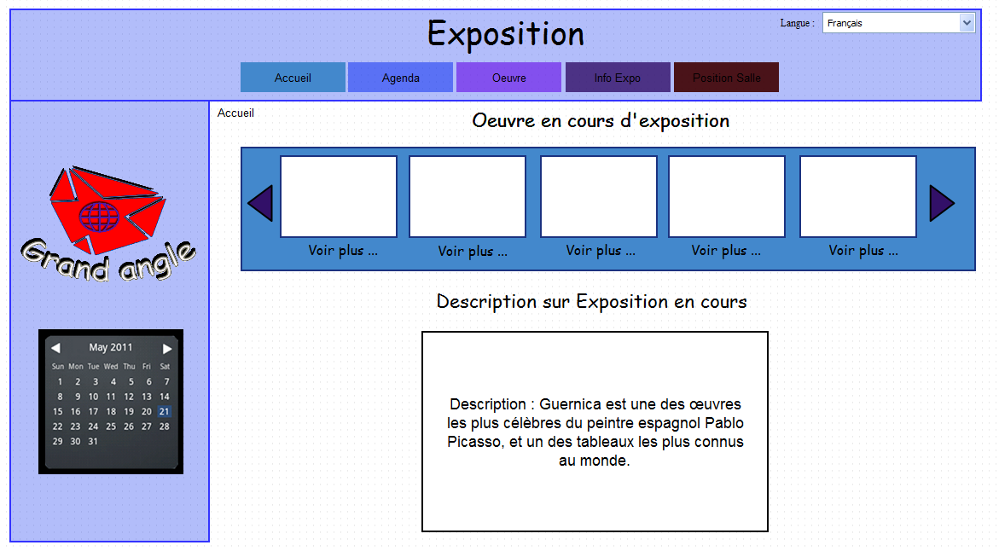 Exposition
Langue :
Français
Accueil
Agenda
Oeuvre
Info Expo
Position Salle
Accueil
Oeuvre en cours d'exposition
Voir plus ...
Voir plus ...
Voir plus ...
Voir plus ...
Voir plus ...
Grand angle
May 2011
Sun Mon Tue Wed Thu Fri Sat
1 2 3 4 5 6 7
8 9 10 11 12 13 14
15 16 17 18 19 20 21
22 23 24 25 26 27 28
29 30 31
Description sur Exposition en cours
Description : Guernica est une des œuvres
les plus célèbres du peintre espagnol Pablo
Picasso, et un des tableaux les plus connus
au monde.